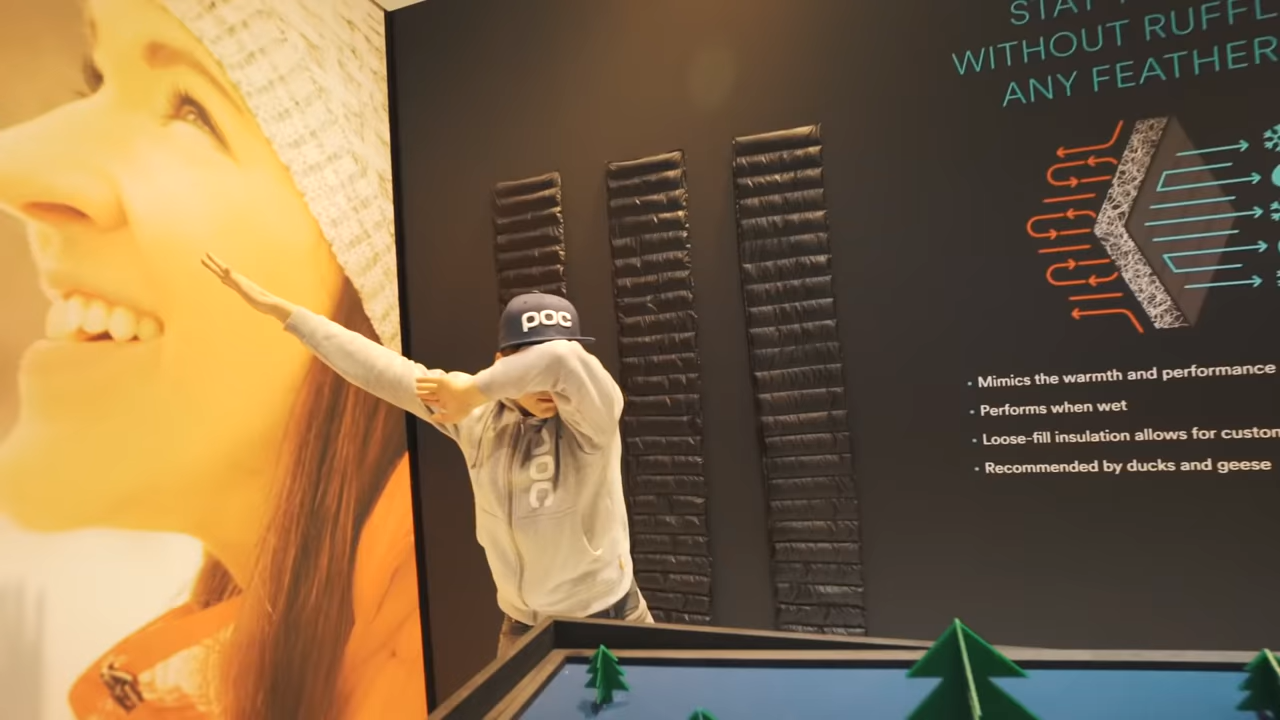 STAY
WITHOUT RUFFL
ANY FEATHER
• Mimics the warmth and performance
• Performs when wet
• Loose-fill insulation allows for custom
• Recommended by ducks and geese
POC
POC